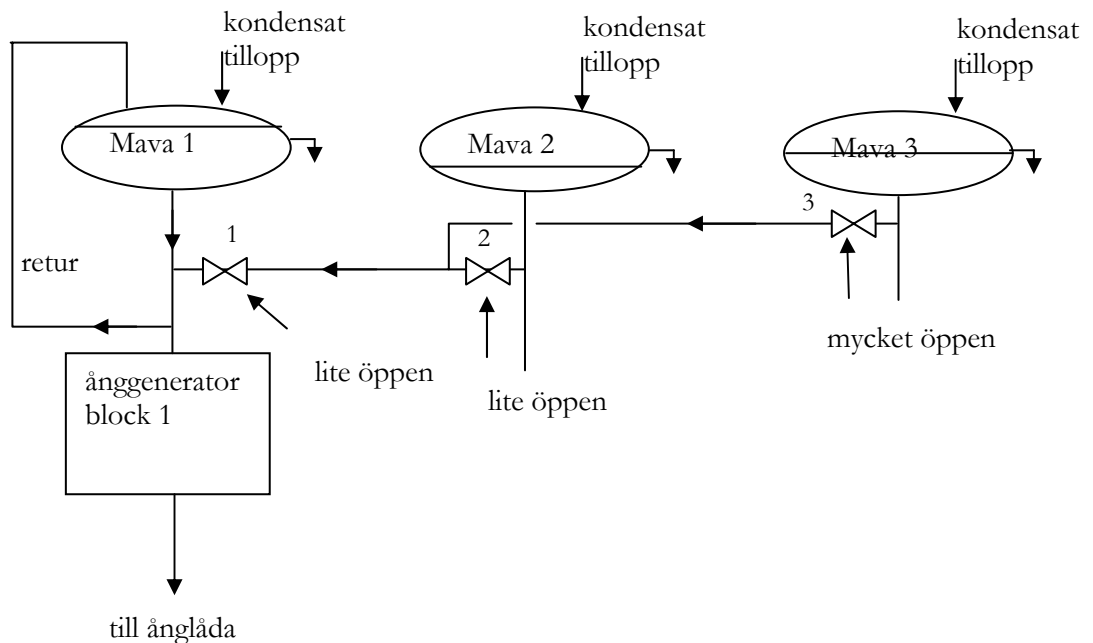 kondensat
tillopp
kondensat
tillopp
kondensat
tillopp
Mava 1
Mava 2
Mava 3
3
1
2
retur
mycket öppen
lite öppen
lite öppen
ånggenerator
block 1
till ånglåda